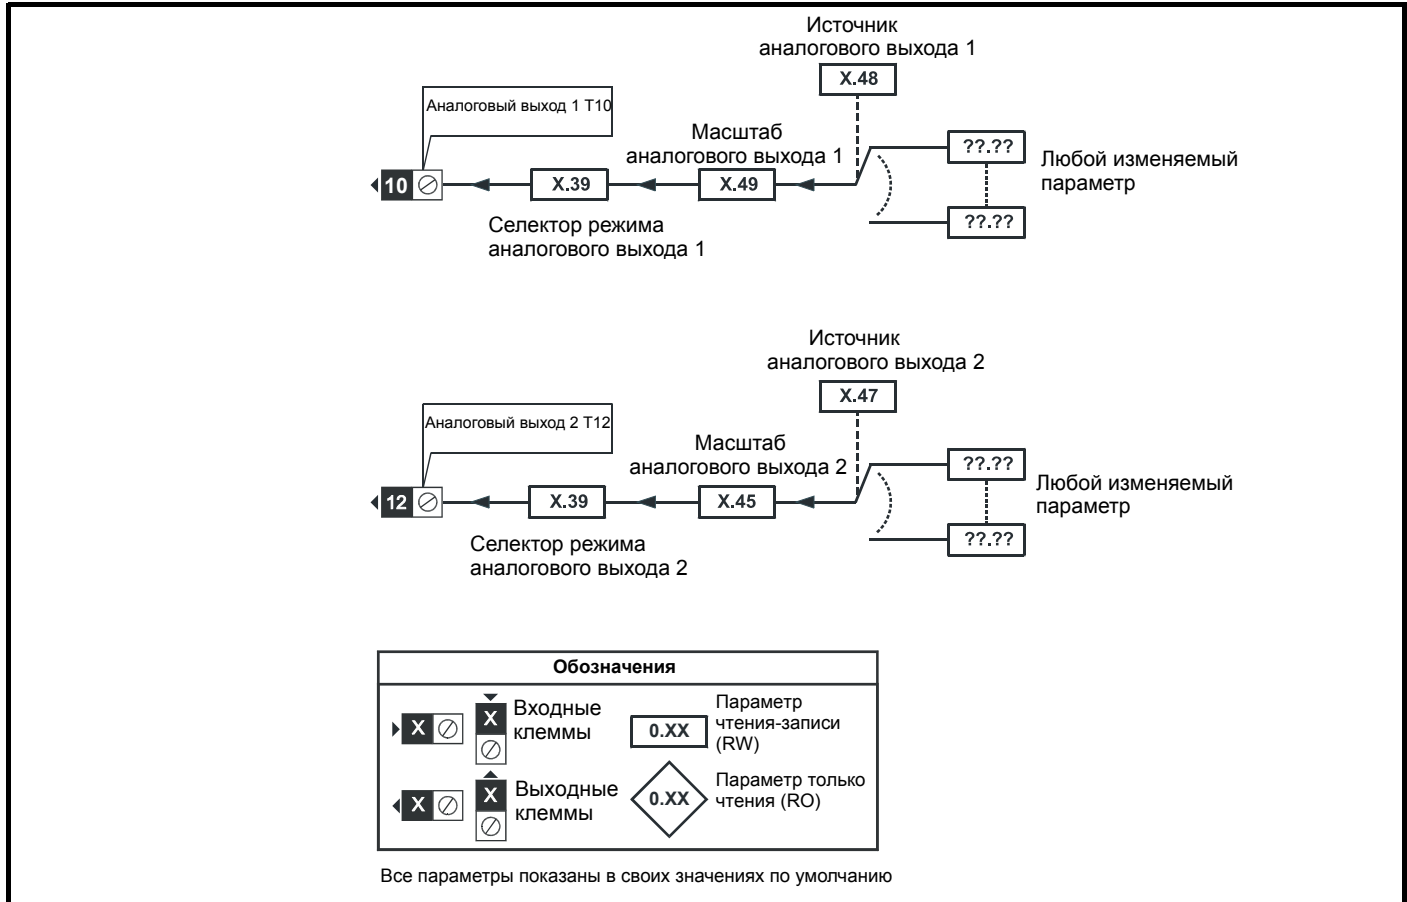 Источник
аналогового выхода 1
X.48
Аналоговый выход 1 T10
Масштаб
аналогового выхода 1
??.??
Любой изменяемый
параметр
10
X.39
X.49
??.??
Селектор режима
аналогового выхода 1
Источник
аналогового выхода 2
X.47
Аналоговый выход 2 T12
Масштаб
аналогового выхода 2
??.??
Любой изменяемый
параметр
12
X.39
X.45
??.??
Селектор режима
аналогового выхода 2
Обозначения
X
X
Входные
клеммы
0.XX
Параметр
чтения-записи
(RW)
X
X
Выходные
клеммы
0.XX
Параметр только
чтения (RO)
Все параметры показаны в своих значениях по умолчанию